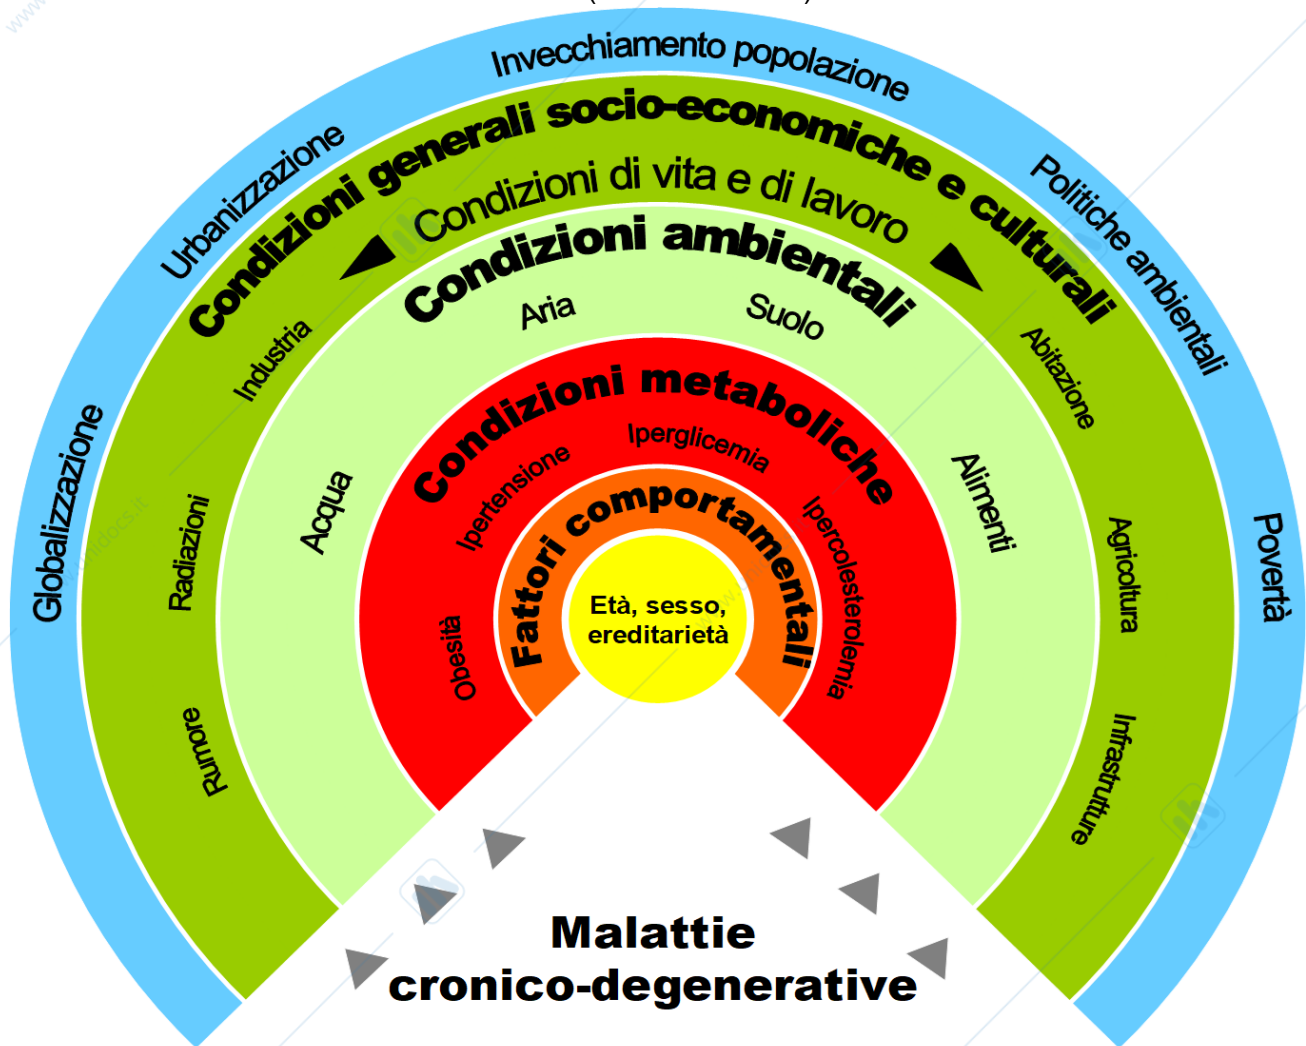 Invecchiamento popolazione
Urbanizzazione
Politiche ambientali
Globalizzazione
Povertà
Condizioni generali socio-economiche e culturali
Condizioni di vita e di lavoro
Industria
Abitazione
Radiazioni
Agricoltura
Rumore
Infrastrutture
Condizioni ambientali
Aria
Suolo
Acqua
Alimenti
Condizioni metaboliche
Iperglicemia
Ipertensione
Ipercolesterolemia
Obesità
Fattori comportamentali
Età, sesso,
ereditarietà
Malattie
cronico-degenerative